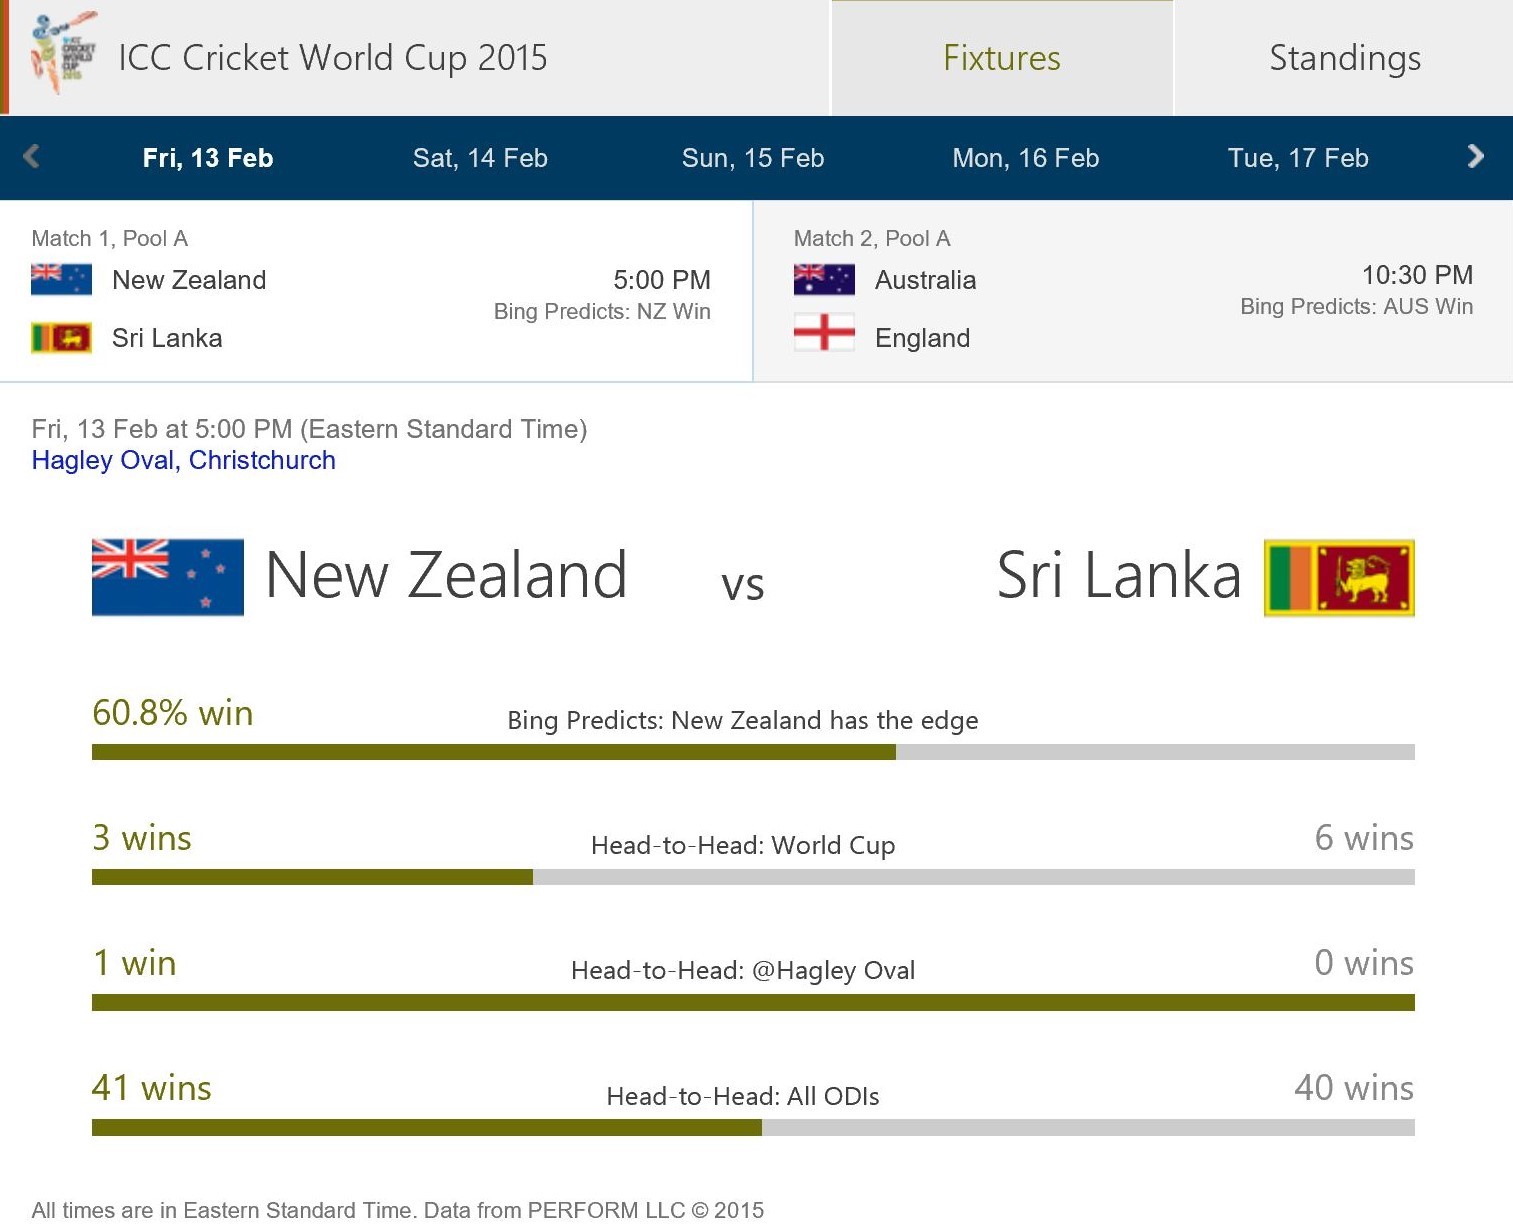 ICC CRICKET WORLD CUP 2015
ICC Cricket World Cup 2015
Fixtures
Standings
Fri, 13 Feb
Sat, 14 Feb
Sun, 15 Feb
Mon, 16 Feb
Tue, 17 Feb
Match 1, Pool A
New Zealand
5:00 PM
Bing Predicts: NZ Win
Sri Lanka
Match 2, Pool A
Australia
10:30 PM
Bing Predicts: AUS Win
England
Fri, 13 Feb at 5:00 PM (Eastern Standard Time)
Hagley Oval, Christchurch
New Zealand vs Sri Lanka
60.8% win
Bing Predicts: New Zealand has the edge
3 wins
Head-to-Head: World Cup
6 wins
1 win
Head-to-Head: @Hagley Oval
0 wins
41 wins
Head-to-Head: All ODIs
40 wins
All times are in Eastern Standard Time. Data from PERFORM LLC © 2015